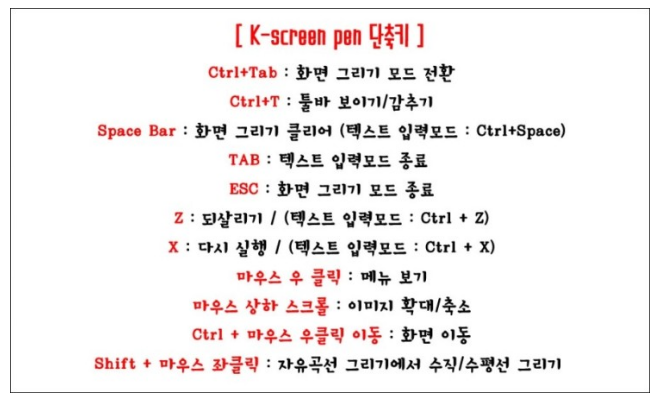 [ K-screen pen 단축키 ]
Ctrl+Tab : 화면 그리기 모드 전환
Ctrl+T : 툴바 보이기/감추기
Space Bar : 화면 그리기 클리어 (텍스트 입력모드 : Ctrl+Space)
TAB : 텍스트 입력모드 종료
ESC : 화면 그리기 모드 종료
Z : 되살리기 / (텍스트 입력모드 : Ctrl + Z)
X : 다시 실행 / (텍스트 입력모드 : Ctrl + X)
마우스 우 클릭 : 메뉴 보기
마우스 상하 스크롤 : 이미지 확대/축소
Ctrl + 마우스 우클릭 이동 : 화면 이동
Shift + 마우스 좌클릭 : 자유곡선 그리기에서 수직/수평선 그리기